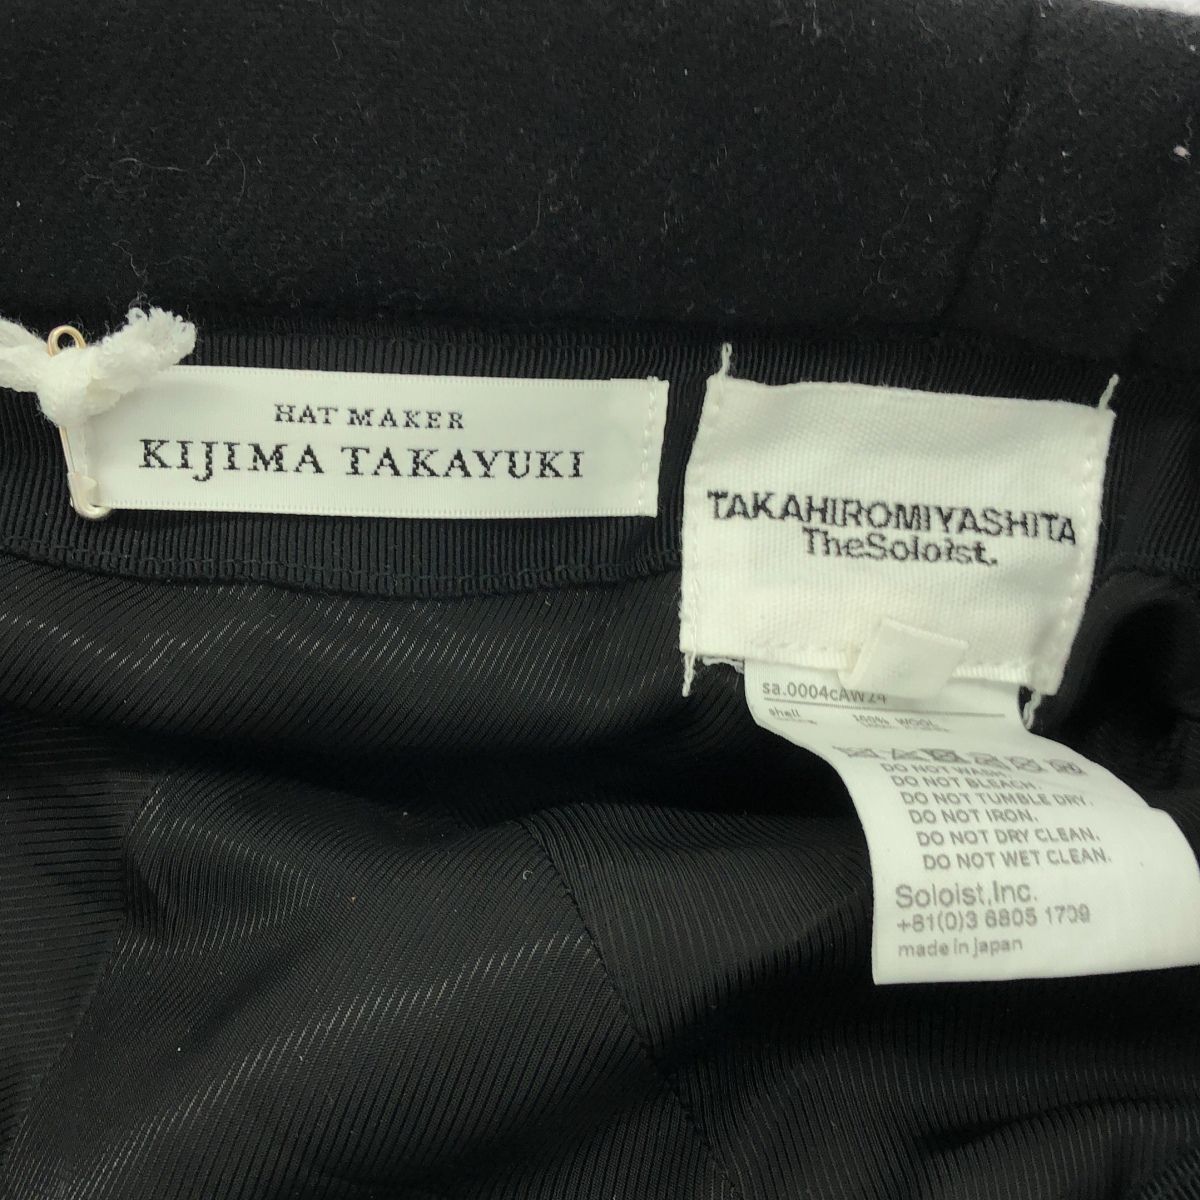 HAT MAKER
KIJIMA TAKAYUKI
TAKAHIROMIYASHITA
TheSoloist.
sa.0004cAW24
shell 100% WOOL
DO NOT WASH.
DO NOT BLEACH.
DO NOT TUMBLE DRY.
DO NOT IRON.
DO NOT DRY CLEAN.
DO NOT WET CLEAN.
Soloist,Inc.
+81(0)3 6805 1709
made in japan